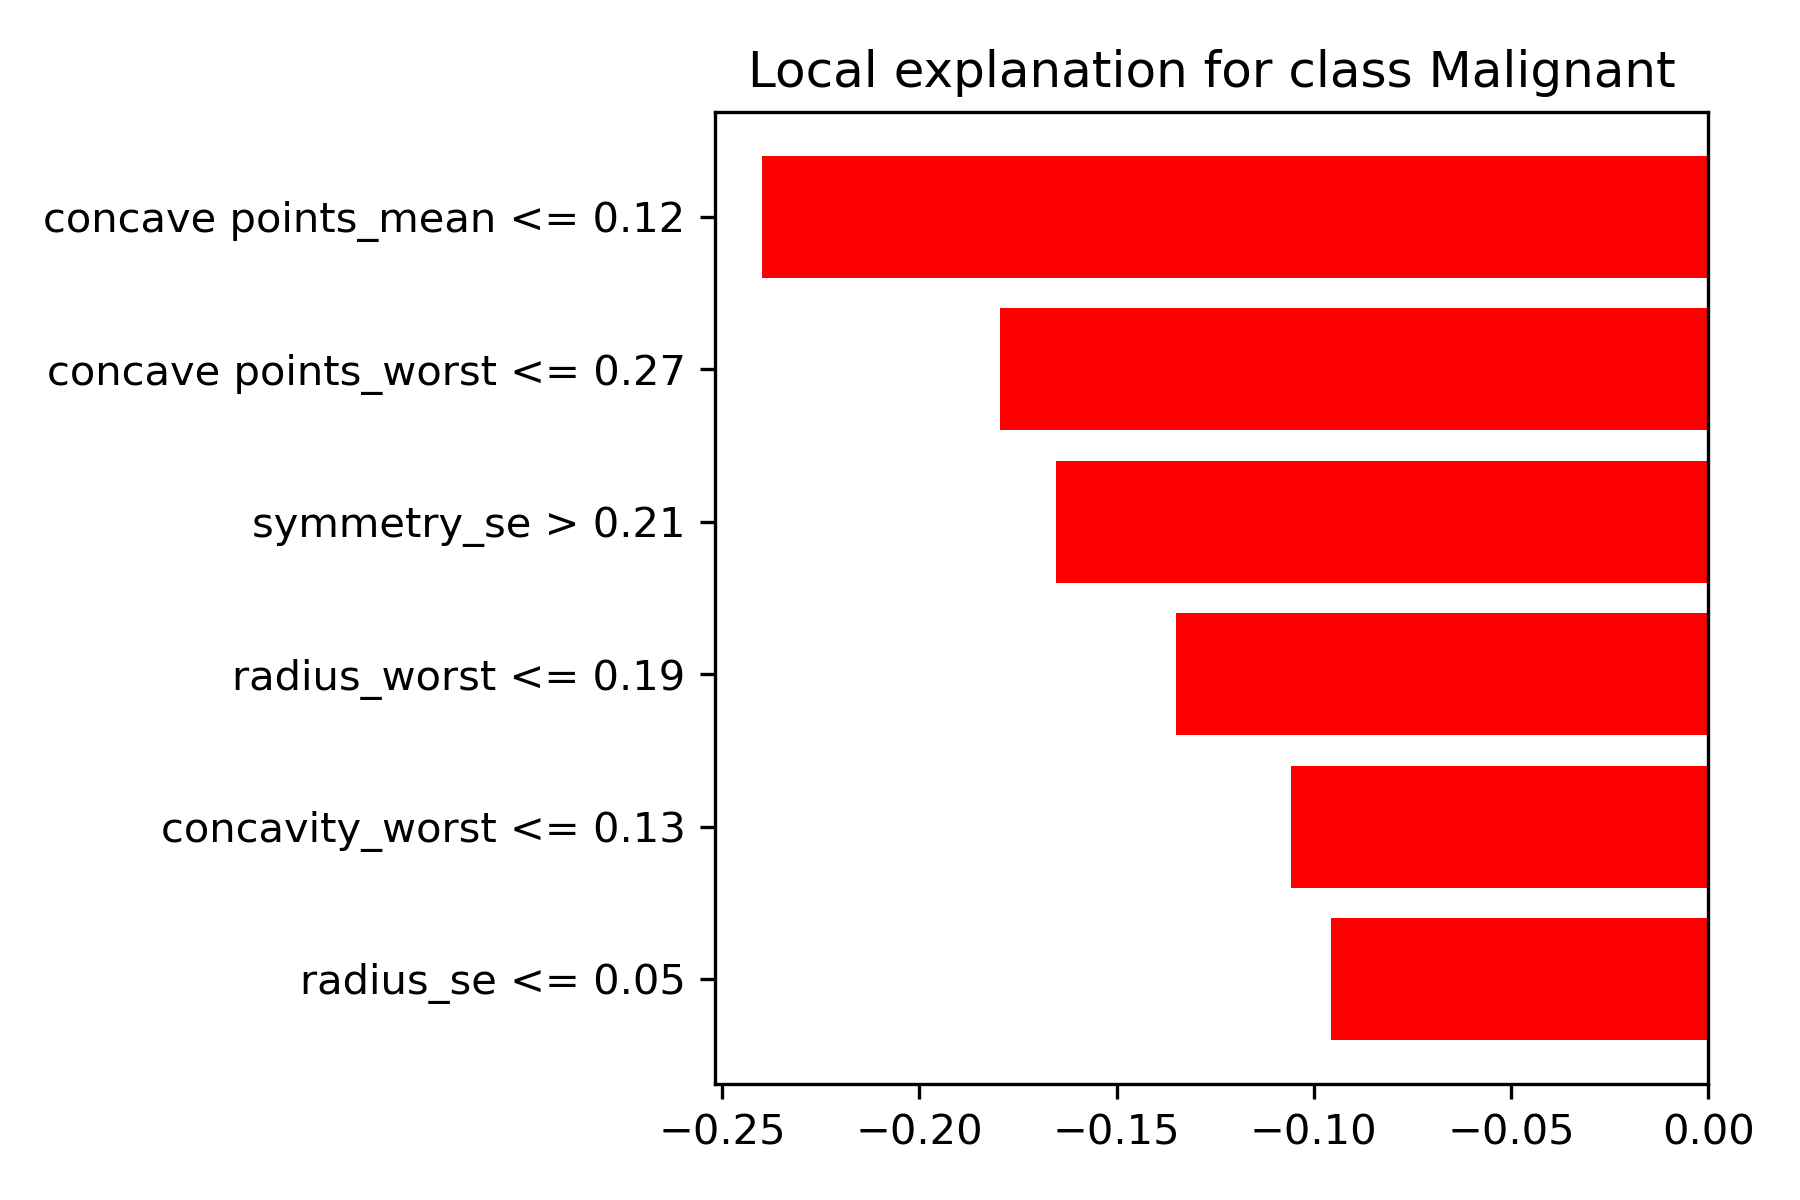 Local explanation for class Malignant
concave points_mean <= 0.12
concave points_worst <= 0.27
symmetry_se > 0.21
radius_worst <= 0.19
concavity_worst <= 0.13
radius_se <= 0.05
−0.25 −0.20 −0.15 −0.10 −0.05 0.00